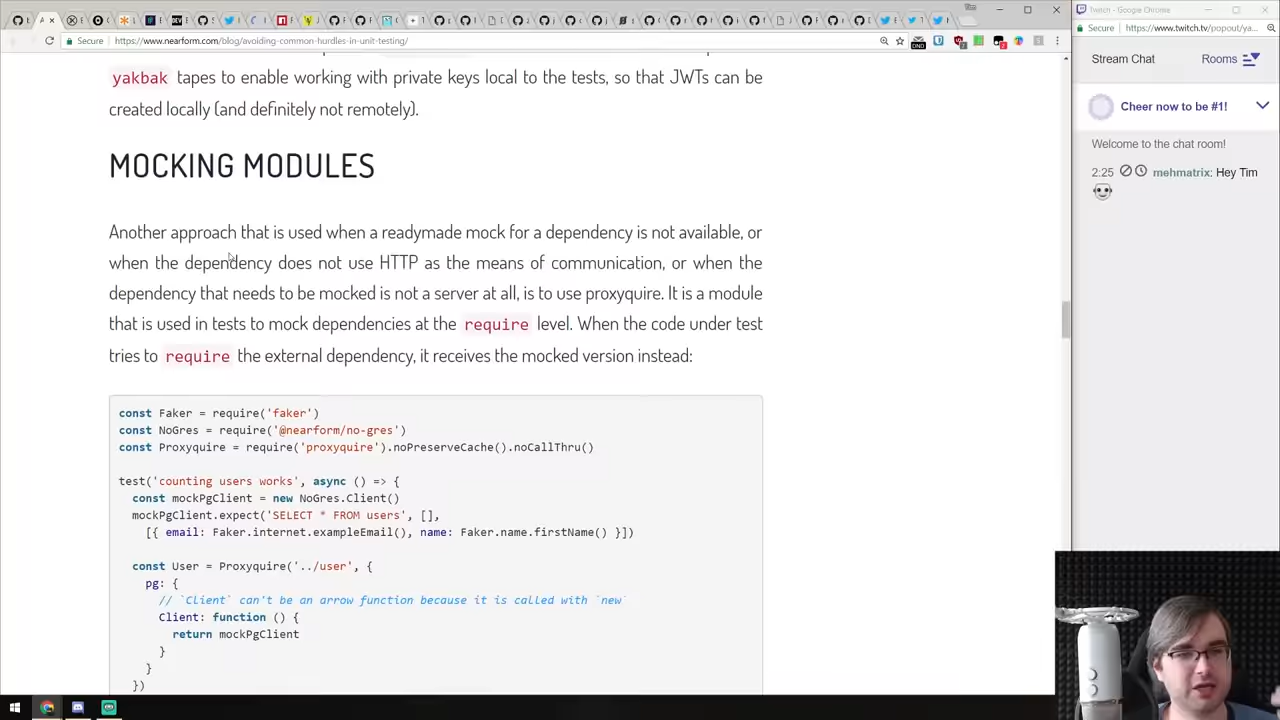 Secure
https://www.nearform.com/blog/avoiding-common-hurdles-in-unit-testing/
yakbak tapes to enable working with private keys local to the tests, so that JWTs can be
created locally (and definitely not remotely).
MOCKING MODULES
Another approach that is used when a readymade mock for a dependency is not available, or
when the dependency does not use HTTP as the means of communication, or when the
dependency that needs to be mocked is not a server at all, is to use proxyquire. It is a module
that is used in tests to mock dependencies at the require level. When the code under test
tries to require the external dependency, it receives the mocked version instead:
const Faker = require('faker')
const NoGres = require('@nearform/no-gres')
const Proxyquire = require('proxyquire').noPreserveCache().noCallThru()
test('counting users works', async () => {
const mockPgClient = new NoGres.Client()
mockPgClient.expect('SELECT * FROM users', [],
[{ email: Faker.internet.exampleEmail(), name: Faker.name.firstName() }])
const User = Proxyquire('../user', {
pg: {
// `Client` can't be an arrow function because it is called with `new`
Client: function () {
return mockPgClient
}
}
})
Twitch - Google Chrome
Secure
https://www.twitch.tv/popout/ya...
Stream Chat
Rooms
Cheer now to be #1!
Welcome to the chat room!
2:25 mehmatrix: Hey Tim